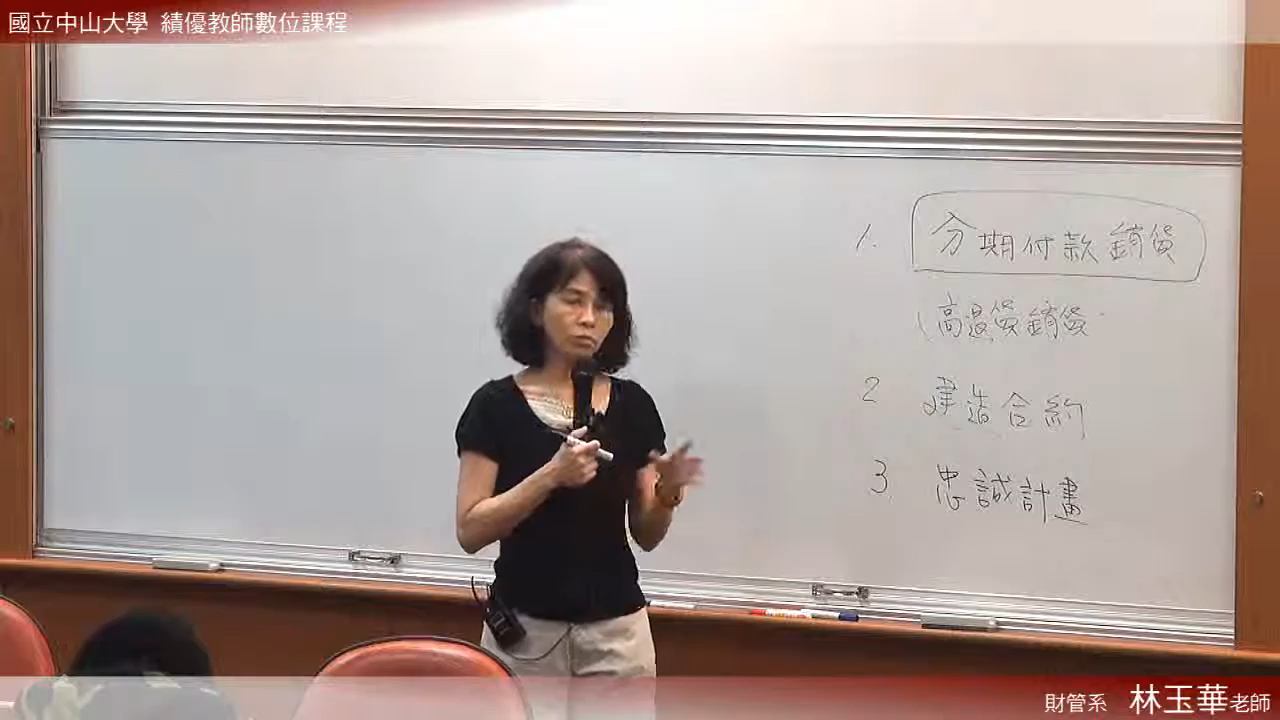 國立中山大學 績優教師數位課程
1. 分期付款銷貨
(高退貨銷貨
2 建造合約
3. 忠誠計畫
財管系 林玉華老師